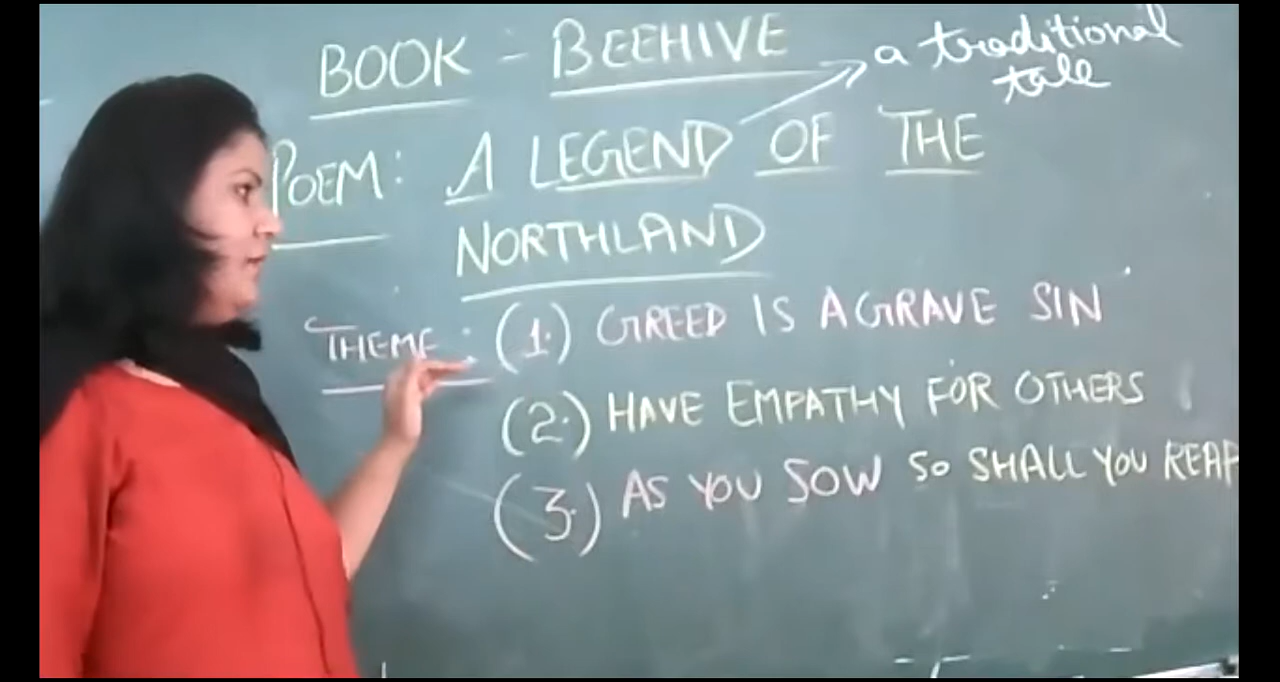 BOOK - BEEHIVE
a traditional
tale
POEM: A LEGEND OF THE
NORTHLAND
THEME: (1.) GREED IS A GRAVE SIN
(2.) HAVE EMPATHY FOR OTHERS
(3.) AS YOU SOW SO SHALL YOU REAP